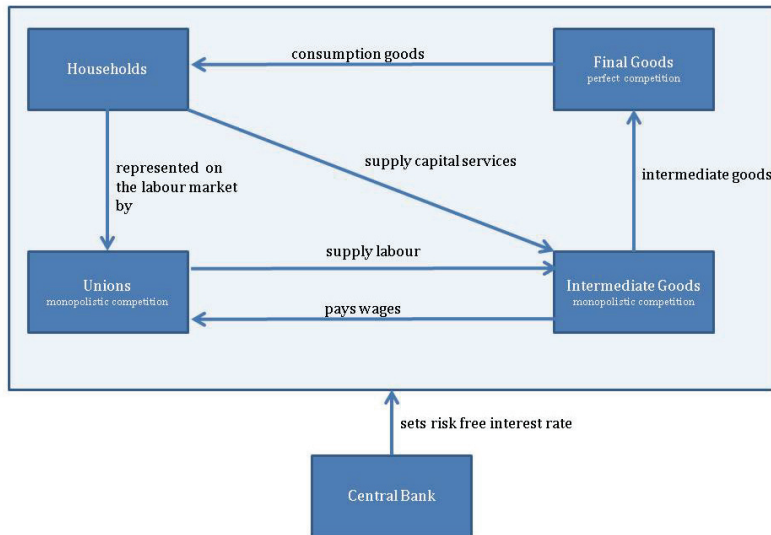 Households
consumption goods
Final Goods
perfect competition
represented on
the labour market
by
supply capital services
intermediate goods
Unions
monopolistic competition
supply labour
Intermediate Goods
monopolistic competition
pays wages
sets risk free interest rate
Central Bank